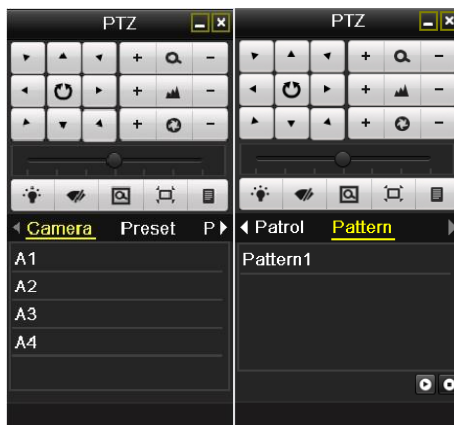 PTZ
Camera Preset P
A1
A2
A3
A4
PTZ
Patrol Pattern
Pattern1